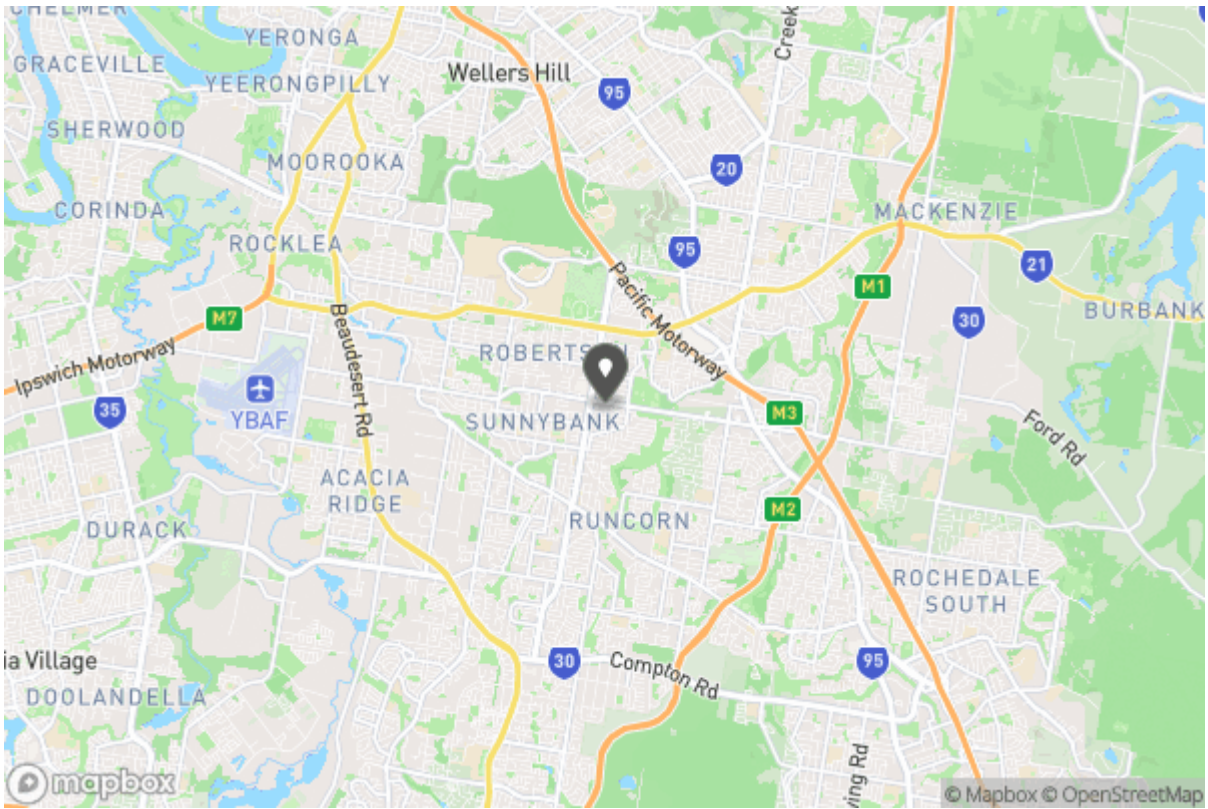 CHELMER
YERONGA
GRACEVILLE
YEERONGPILLY
Wellers Hill
95
Creek
SHERWOOD
MOOROOKA
20
CORINDA
MACKENZIE
ROCKLEA
95
21
Pacific Motorway
M1
BURBANK
M7
30
Beaudesert Rd
Ipswich Motorway
35
YBAF
SUNNYBANK
M3
Ford Rd
ACACIA
RIDGE
M2
DURACK
RUNCORN
ROCHEDALE
SOUTH
ia Village
30
Compton Rd
95
DOOLANDELLA
ving Rd
mapbox
© Mapbox © OpenStreetMap